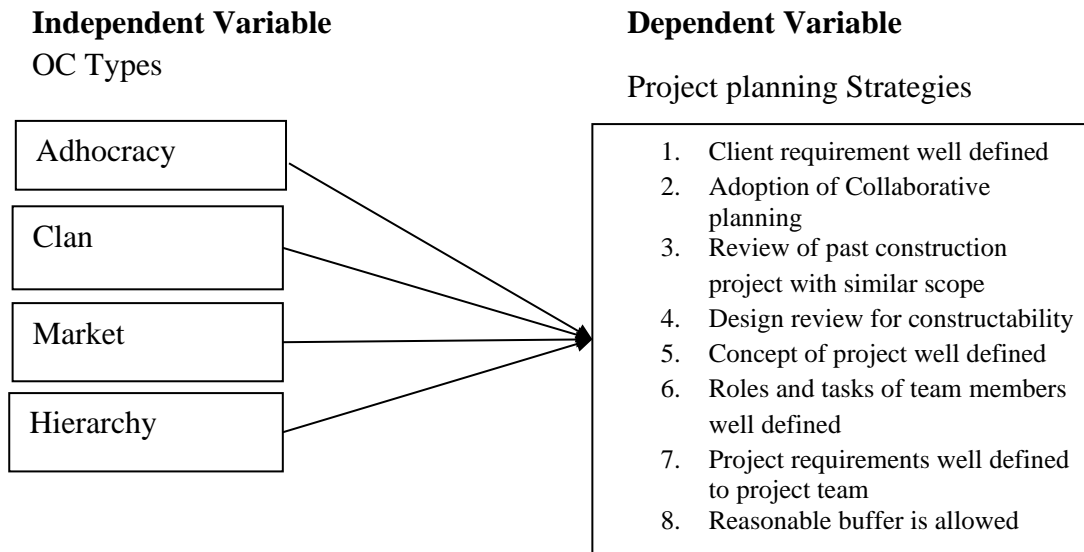 Independent Variable
OC Types
Adhocracy
Clan
Market
Hierarchy
Dependent Variable
Project planning Strategies
1. Client requirement well defined
2. Adoption of Collaborative
planning
3. Review of past construction
project with similar scope
4. Design review for constructability
5. Concept of project well defined
6. Roles and tasks of team members
well defined
7. Project requirements well defined
to project team
8. Reasonable buffer is allowed